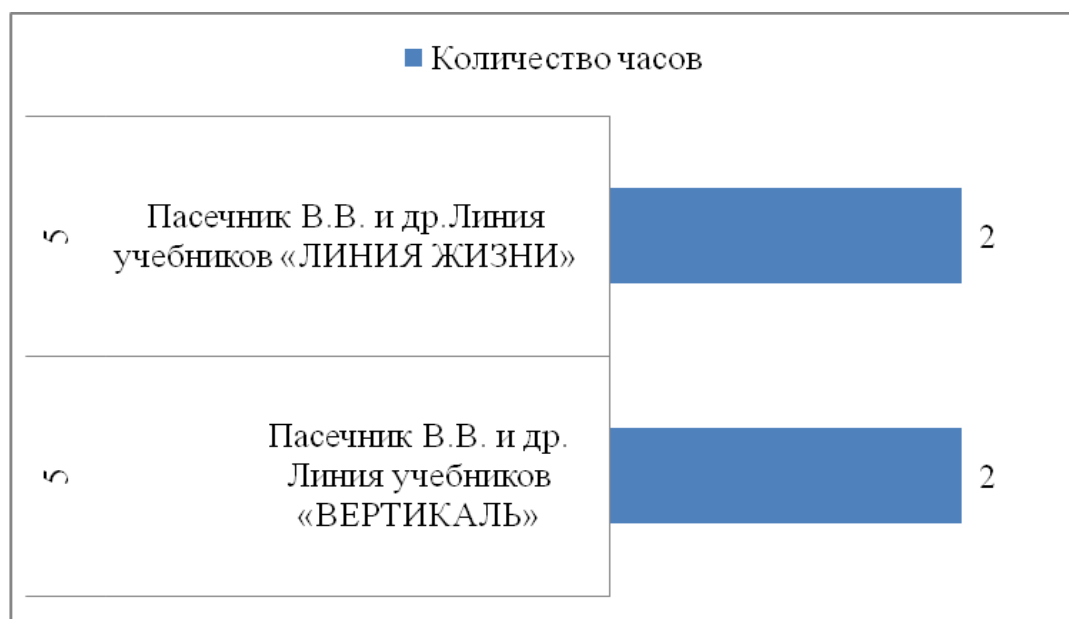 Количество часов
5
Пасечник В.В. и др.Линия
учебников «ЛИНИЯ ЖИЗНИ»
2
5
Пасечник В.В. и др.
Линия учебников
«ВЕРТИКАЛЬ»
2